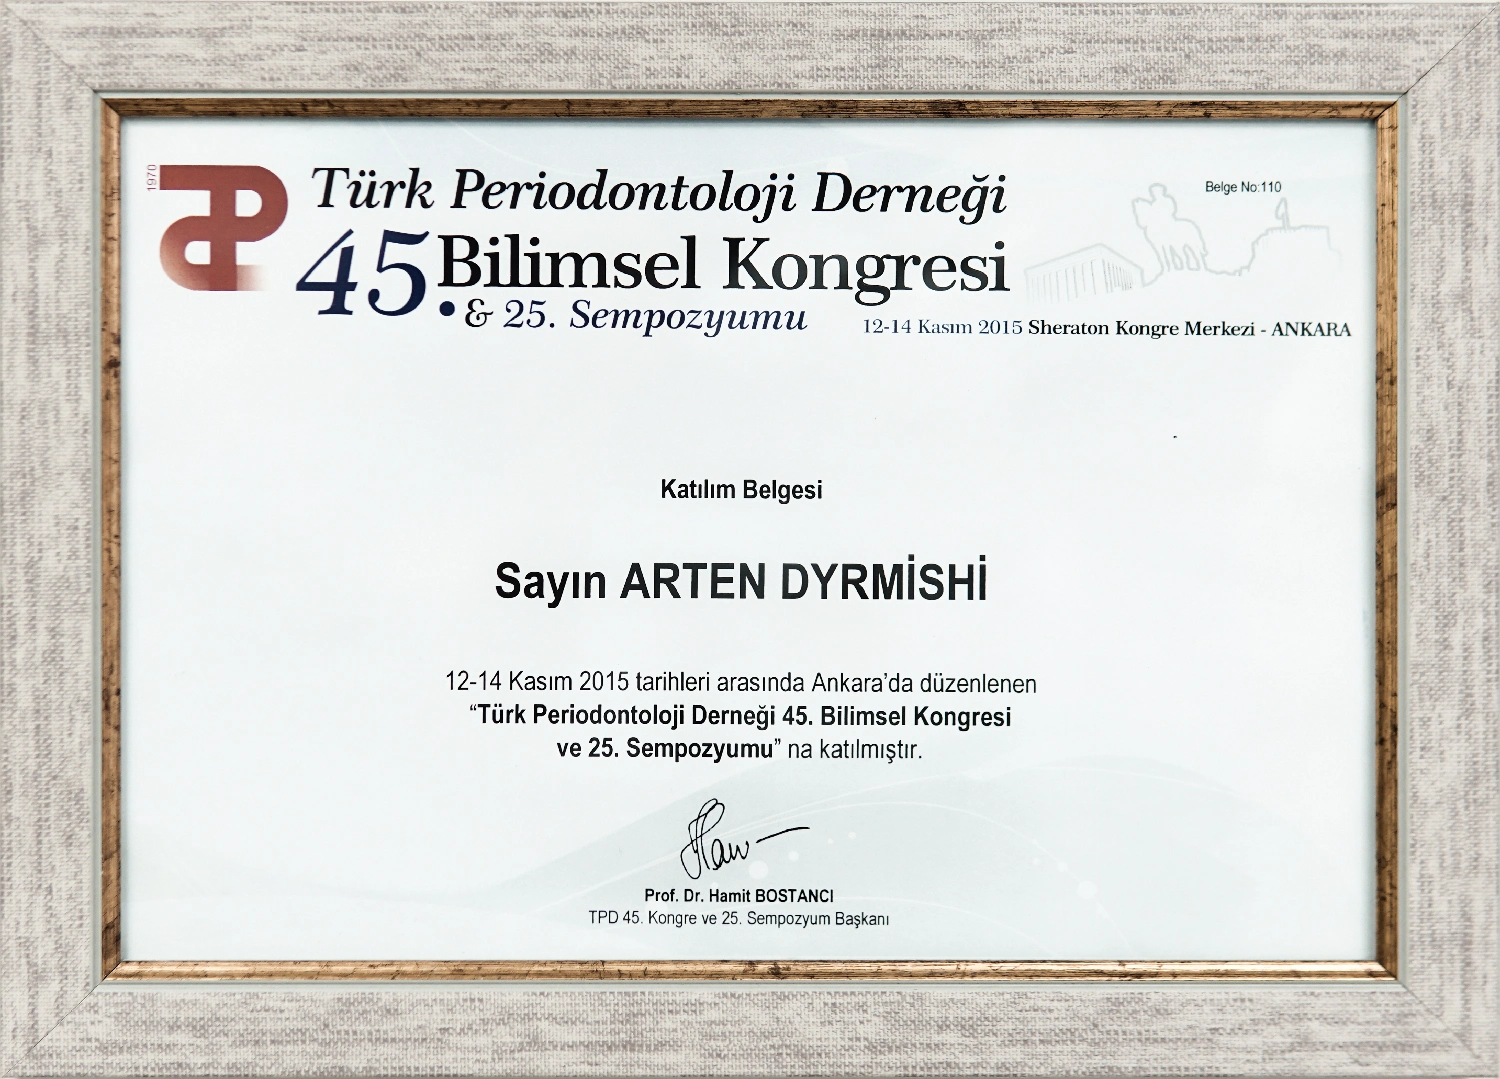 1970
Türk Periodontoloji Derneği
45. Bilimsel Kongresi
& 25. Sempozyumu
Belge No:110
12-14 Kasım 2015 Sheraton Kongre Merkezi - ANKARA
Katılım Belgesi
Sayın ARTEN DYRMİSHİ
12-14 Kasım 2015 tarihleri arasında Ankara’da düzenlenen
“Türk Periodontoloji Derneği 45. Bilimsel Kongresi
ve 25. Sempozyumu” na katılmıştır.
Prof. Dr. Hamit BOSTANCI
TPD 45. Kongre ve 25. Sempozyum Başkanı